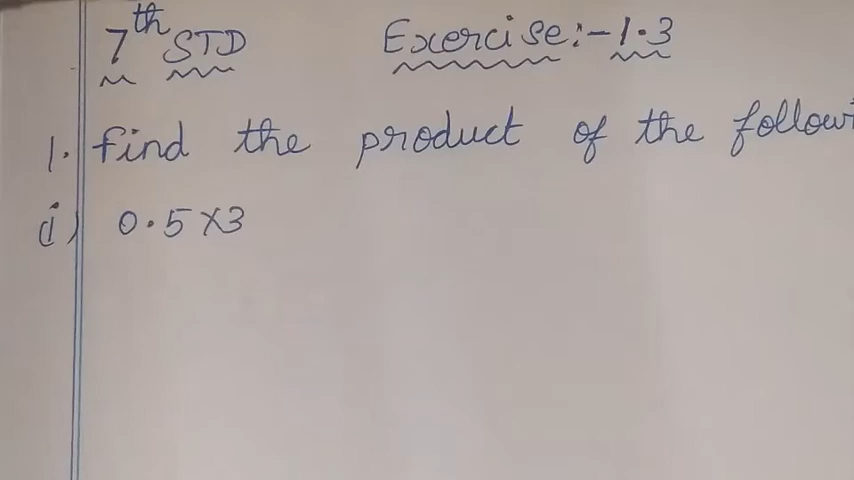 7th STD Exercise:- 1.3
1. Find the product of the
(i) 0.5×3